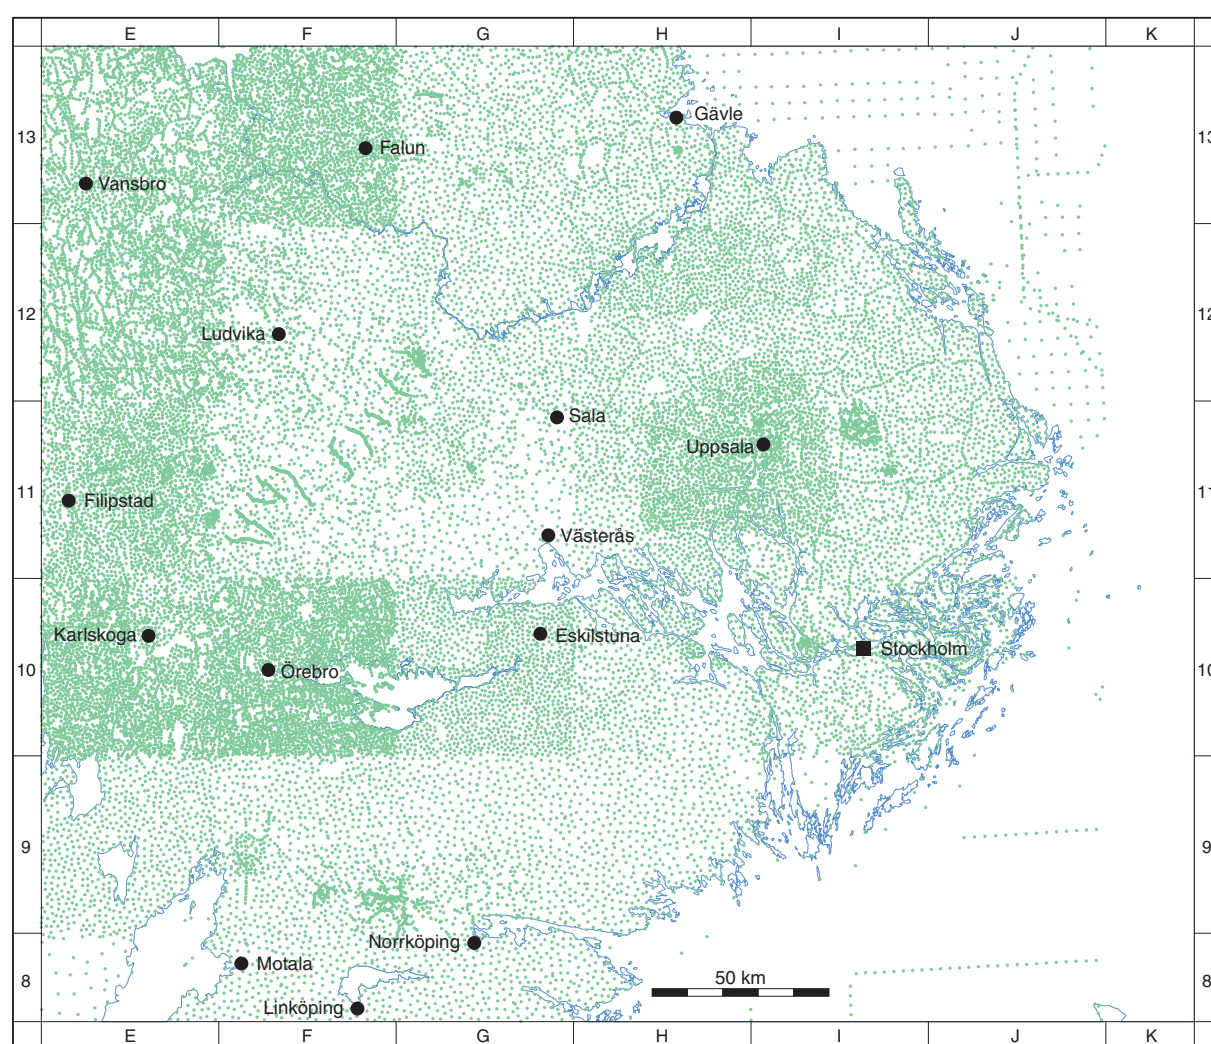 E F G H I J K
13 Gävle 13
Falun
Vansbro
12 Ludvika 12
Sala
Uppsala
11 Filipstad 11
Västerås
Karlskoga Eskilstuna
Stockholm
10 Örebro 10
9 9
Norrköping
Motala
8 50 km 8
Linköping
E F G H I J K